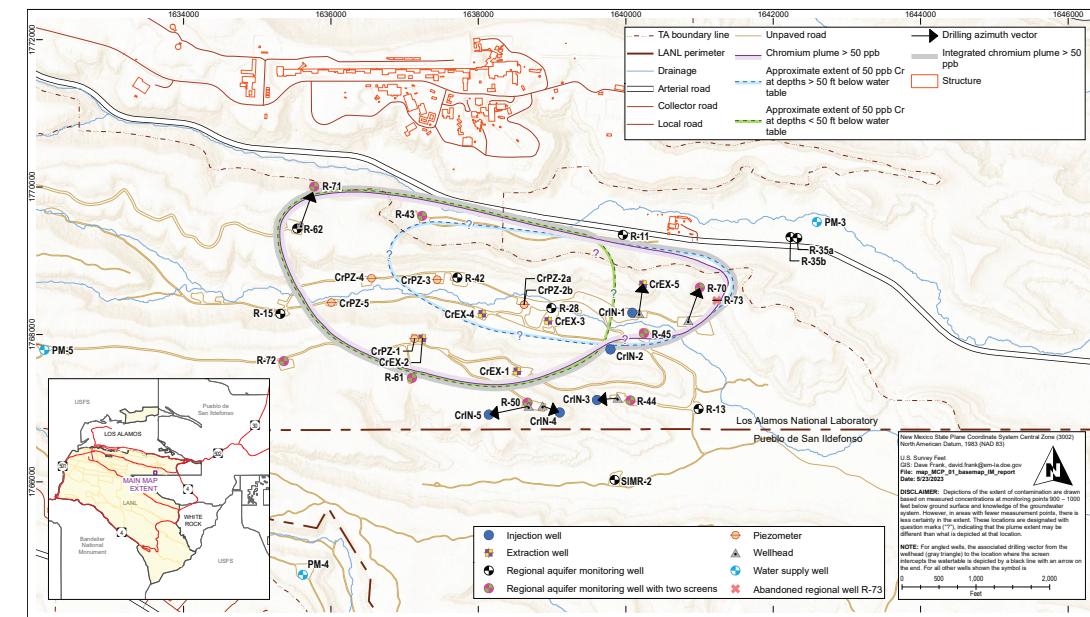 1634000
1636000
1638000
1640000
1642000
1644000
1646000
1772000
1770000
1768000
1766000
TA boundary line
LANL perimeter
Drainage
Arterial road
Collector road
Local road
Unpaved road
Chromium plume > 50 ppb
Approximate extent of 50 ppb Cr
at depths > 50 ft below water
table
Approximate extent of 50 ppb Cr
at depths < 50 ft below water
table
Drilling azimuth vector
Integrated chromium plume > 50
ppb
Structure
R-71
R-43
R-62
R-11
PM-3
R-35a
R-35b
?
?
?
?
?
?
CrPZ-4
CrPZ-3
R-42
CrPZ-2a
CrPZ-2b
CrEX-5
R-70
R-73
CrPZ-5
R-15
CrEX-4
R-28
CrEX-3
CrIN-1
R-45
PM-5
CrPZ-1
CrEX-2
CrIN-2
R-72
R-61
CrEX-1
R-50
CrIN-5
CrIN-4
CrIN-3
R-44
R-13
Los Alamos National Laboratory
Pueblo de San Ildefonso
SIMR-2
PM-4
USFS
Pueblo de
San Ildefonso
LOS ALAMOS
30
502
501
MAIN MAP
EXTENT
4
LANL
WHITE
ROCK
4
Bandelier
National
Monument
USFS
Injection well
Extraction well
Regional aquifer monitoring well
Regional aquifer monitoring well with two screens
Piezometer
Wellhead
Water supply well
Abandoned regional well R-73
New Mexico State Plane Coordinate System Central Zone (3002)
North American Datum, 1983 (NAD 83)
U.S. Survey Feet
GIS: Dave Frank, david.frank@em-la.doe.gov
File: map_MCP_01_basemap_IM_report
Date: 5/23/2023
N
DISCLAIMER: Depictions of the extent of contamination are drawn
based on measured concentrations at monitoring points 900 – 1000
feet below ground surface and knowledge of the groundwater
system. However, in areas with fewer measurement points, there is
less certainty in the extent. These locations are designated with
question marks ("?"), indicating that the plume extent may be
different than what is depicted at that location.
NOTE: For angled wells, the associated drilling vector from the
wellhead (gray triangle) to the location where the screen
intercepts the watertable is depicted by a black line with an arrow on
the end. For all other wells shown the symbol is
0 500 1,000 2,000
Feet